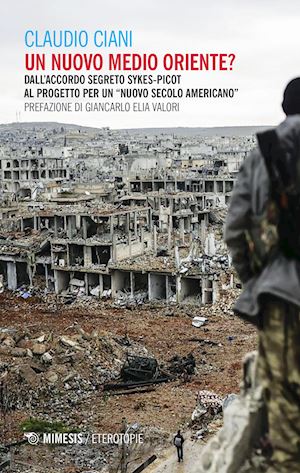 CLAUDIO CIANI
UN NUOVO MEDIO ORIENTE?
DALL'ACCORDO SEGRETO SYKES-PICOT
AL PROGETTO PER UN "NUOVO SECOLO AMERICANO"
PREFAZIONE DI GIANCARLO ELIA VALORI
MIMESIS / ETEROTOPIE